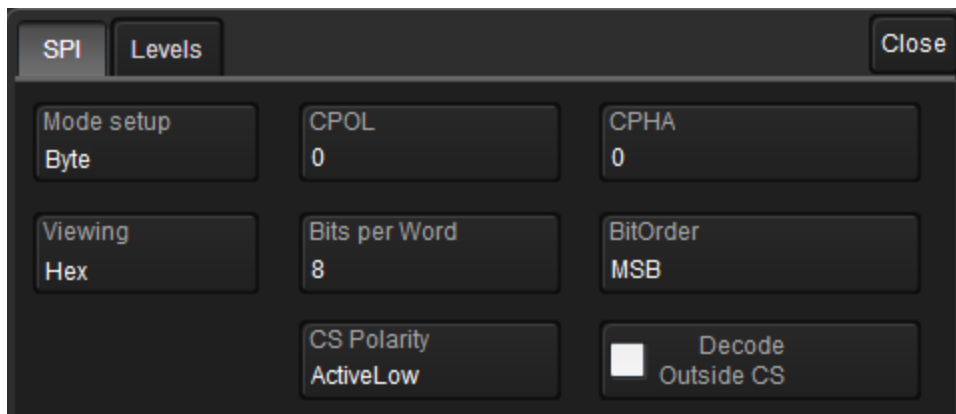 SPI Levels Close
Mode setup CPOL CPHA
Byte 0 0
Viewing Bits per Word BitOrder
Hex 8 MSB
CS Polarity Decode
ActiveLow Outside CS